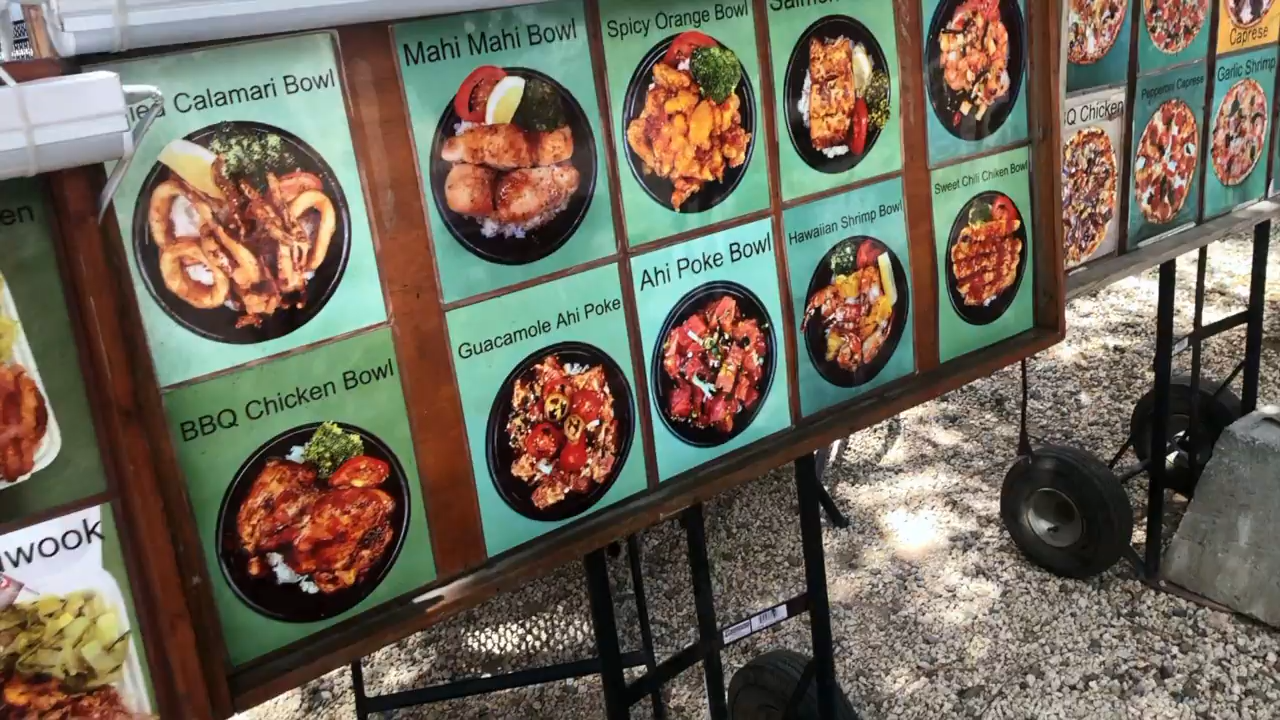 Calamari Bowl
Mahi Mahi Bowl
Spicy Orange Bowl
Salmon
BBQ Chicken Bowl
Guacamole Ahi Poke
Ahi Poke Bowl
Hawaiian Shrimp Bowl
Sweet Chili Chiken Bowl
BQ Chicken
Pepperoni Caprese
Caprese
Garlic Shrimp
en
wook